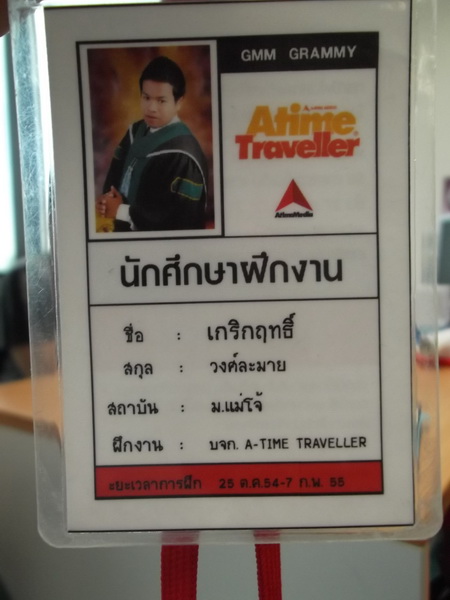 GMM GRAMMY
Atime
Traveller
AtimeMedia
นักศึกษาฝึกงาน
ชื่อ : เกริกฤทธิ์
สกุล : วงศ์ละมาย
สถาบัน : ม.แม่โจ้
ฝึกงาน : บจก. A-TIME TRAVELLER
ระยะเวลาการฝึก 25 ต.ค.54-7 ก.พ. 55